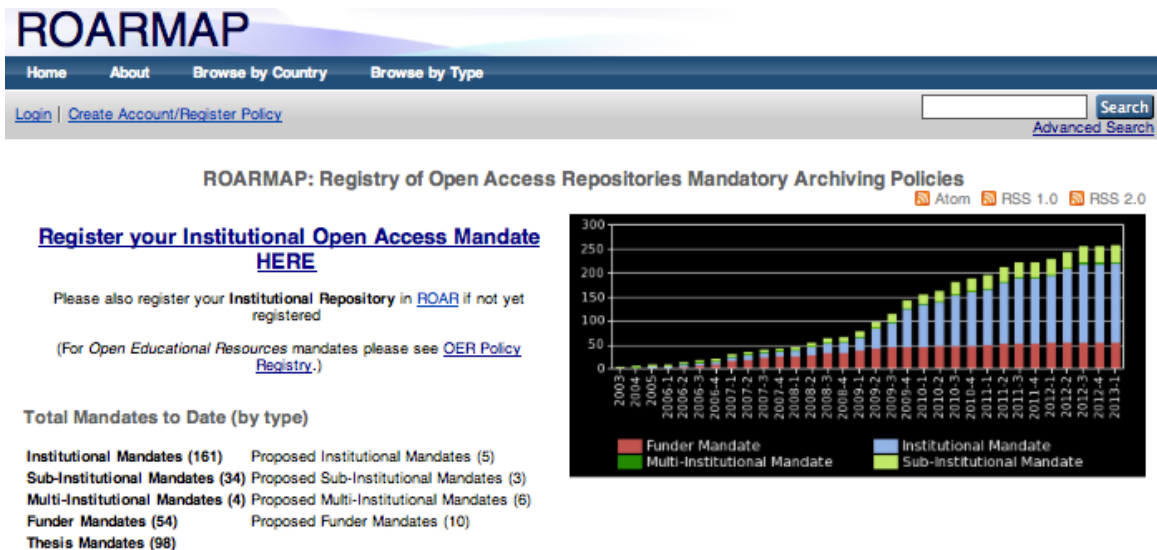 ROARMAP
Home About Browse by Country Browse by Type
Login | Create Account/Register Policy
Search
Advanced Search
ROARMAP: Registry of Open Access Repositories Mandatory Archiving Policies
Atom RSS 1.0 RSS 2.0
Register your Institutional Open Access Mandate
HERE
Please also register your Institutional Repository in ROAR if not yet
registered
(For Open Educational Resources mandates please see OER Policy
Registry.)
Total Mandates to Date (by type)
Institutional Mandates (161) Proposed Institutional Mandates (5)
Sub-Institutional Mandates (34) Proposed Sub-Institutional Mandates (3)
Multi-Institutional Mandates (4) Proposed Multi-Institutional Mandates (6)
Funder Mandates (54) Proposed Funder Mandates (10)
Thesis Mandates (98)
300
250
200
150
100
50
0
2003
2004
2005
2006-1
2006-2
2006-3
2006-4
2007-1
2007-2
2007-3
2007-4
2008-1
2008-2
2008-3
2008-4
2009-1
2009-2
2009-3
2009-4
2010-1
2010-2
2010-3
2010-4
2011-1
2011-2
2011-3
2011-4
2012-1
2012-2
2012-3
2012-4
2013-1
Funder Mandate Institutional Mandate
Multi-Institutional Mandate Sub-Institutional Mandate